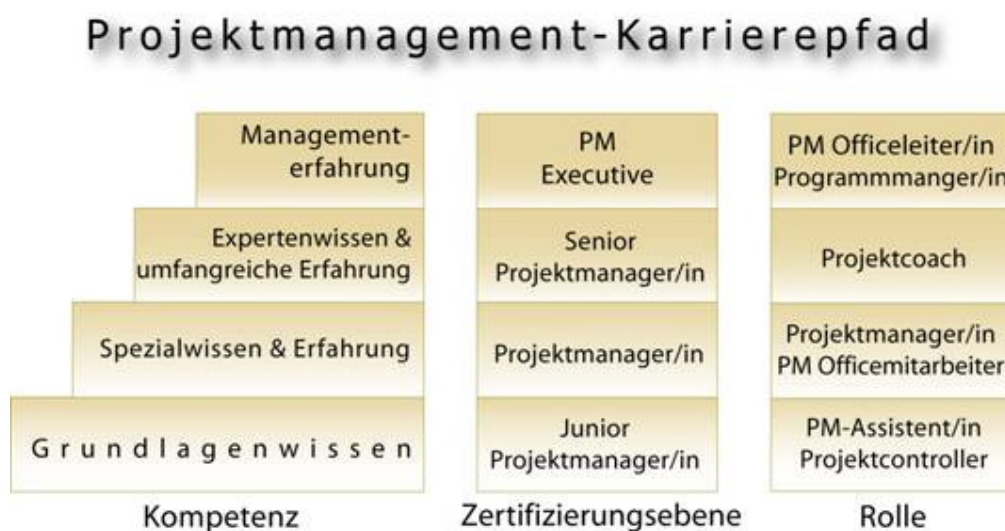 Projektmanagement-Karrierepfad
Management-
erfahrung
Expertenwissen &
umfangreiche Erfahrung
Spezialwissen & Erfahrung
Grundlagenwissen
Kompetenz
PM
Executive
Senior
Projektmanager/in
Projektmanager/in
Junior
Projektmanager/in
Zertifizierungsebene
PM Officeleiter/in
Programmmanger/in
Projektcoach
Projektmanager/in
PM Officemitarbeiter
PM-Assistent/in
Projektcontroller
Rolle